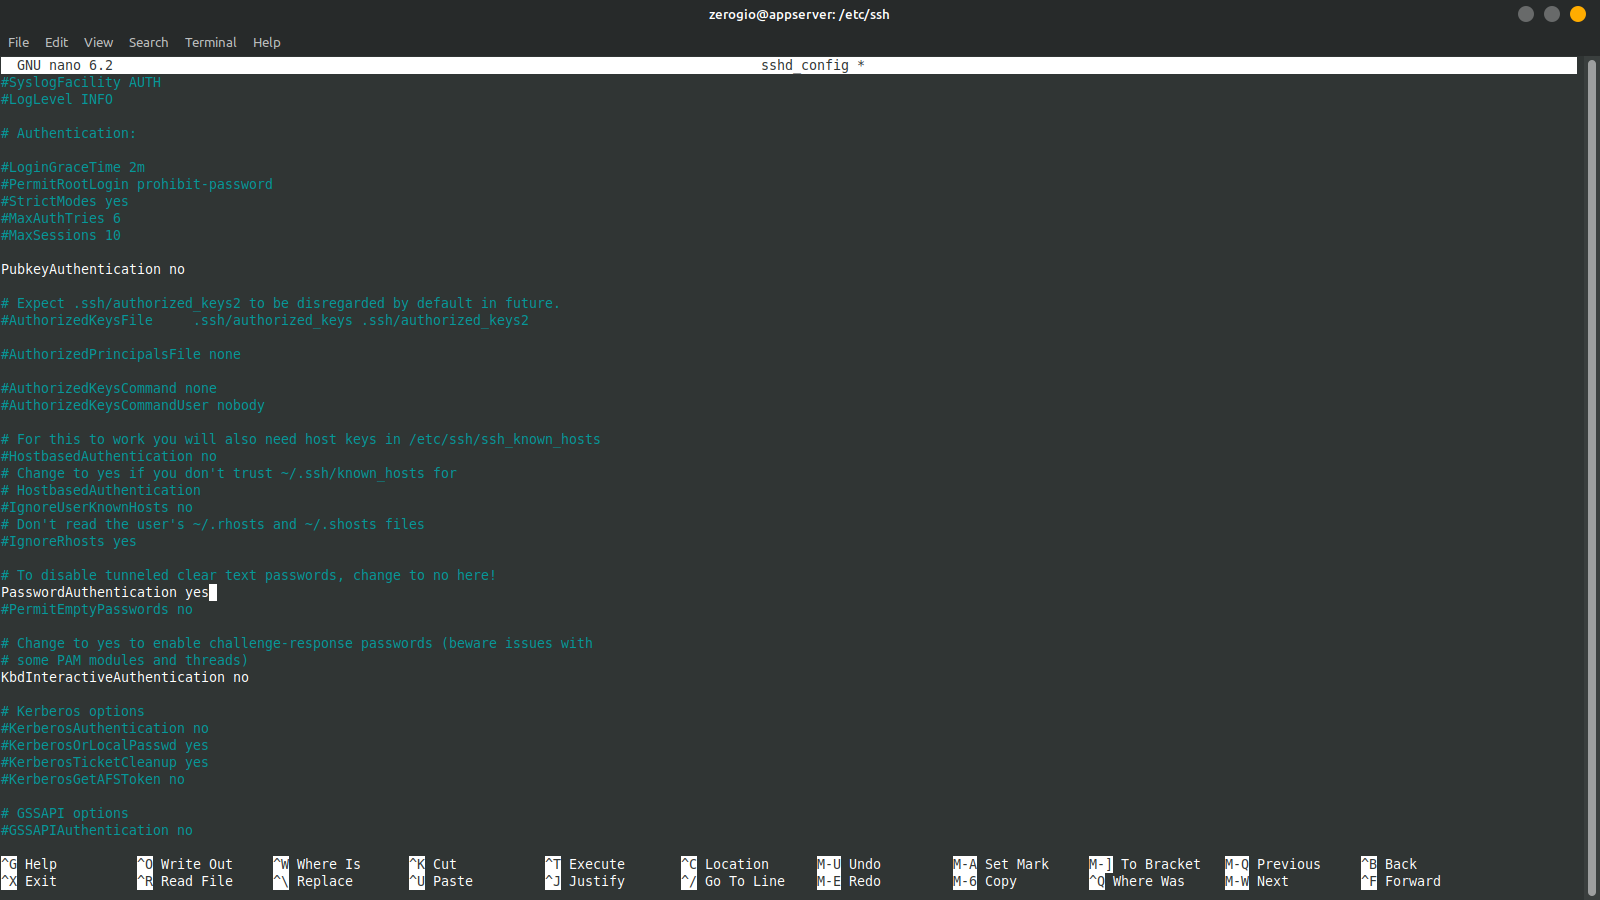 zerogio@appserver: /etc/ssh
File Edit View Search Terminal Help
GNU nano 6.2 sshd_config *
#SyslogFacility AUTH
#LogLevel INFO
# Authentication:
#LoginGraceTime 2m
#PermitRootLogin prohibit-password
#StrictModes yes
#MaxAuthTries 6
#MaxSessions 10
PubkeyAuthentication no
# Expect .ssh/authorized_keys2 to be disregarded by default in future.
#AuthorizedKeysFile .ssh/authorized_keys .ssh/authorized_keys2
#AuthorizedPrincipalsFile none
#AuthorizedKeysCommand none
#AuthorizedKeysCommandUser nobody
# For this to work you will also need host keys in /etc/ssh/ssh_known_hosts
#HostbasedAuthentication no
# Change to yes if you don't trust ~/.ssh/known_hosts for
# HostbasedAuthentication
#IgnoreUserKnownHosts no
# Don't read the user's ~/.rhosts and ~/.shosts files
#IgnoreRhosts yes
# To disable tunneled clear text passwords, change to no here!
PasswordAuthentication yes
#PermitEmptyPasswords no
# Change to yes to enable challenge-response passwords (beware issues with
# some PAM modules and threads)
KbdInteractiveAuthentication no
# Kerberos options
#KerberosAuthentication no
#KerberosOrLocalPasswd yes
#KerberosTicketCleanup yes
#KerberosGetAFSToken no
# GSSAPI options
#GSSAPIAuthentication no
^G Help ^O Write Out ^W Where Is ^K Cut ^T Execute ^C Location M-U Undo M-A Set Mark M-] To Bracket M-Q Previous ^B Back
^X Exit ^R Read File ^\ Replace ^U Paste ^J Justify ^/ Go To Line M-E Redo M-6 Copy ^Q Where Was M-W Next ^F Forward